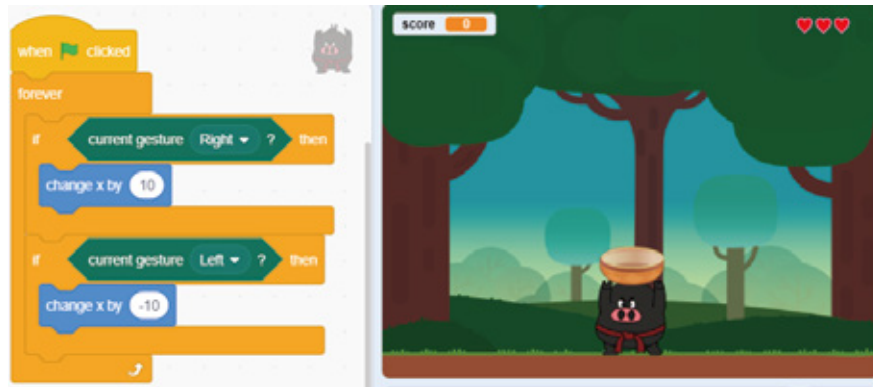 when clicked
forever
if current gesture Right ? then
change x by 10
if current gesture Left ? then
change x by -10
score 0